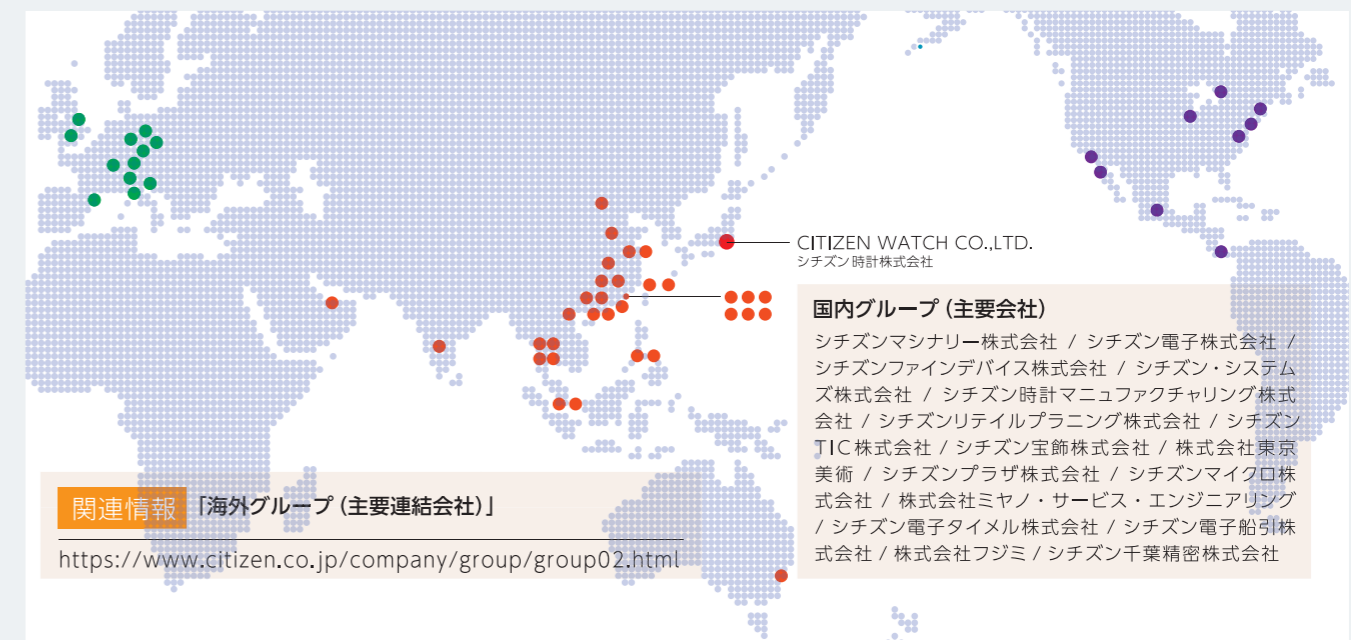 CITIZEN WATCH CO.,LTD.
シチズン時計株式会社
国内グループ（主要会社）
シチズンマシナリー株式会社 / シチズン電子株式会社 /
シチズンファインデバイス株式会社 / シチズン・システム
ズ株式会社 / シチズン時計マニュファクチャリング株式
会社 / シチズンリテイルプラニング株式会社 / シチズン
TIC株式会社 / シチズン宝飾株式会社 / 株式会社東京
美術 / シチズンプラザ株式会社 / シチズンマイクロ株
式会社 / 株式会社ミヤノ・サービス・エンジニアリング
/ シチズン電子タイメル株式会社 / シチズン電子船引株
式会社 / 株式会社フジミ / シチズン千葉精密株式会社
関連情報 「海外グループ（主要連結会社）」
https://www.citizen.co.jp/company/group/group02.html